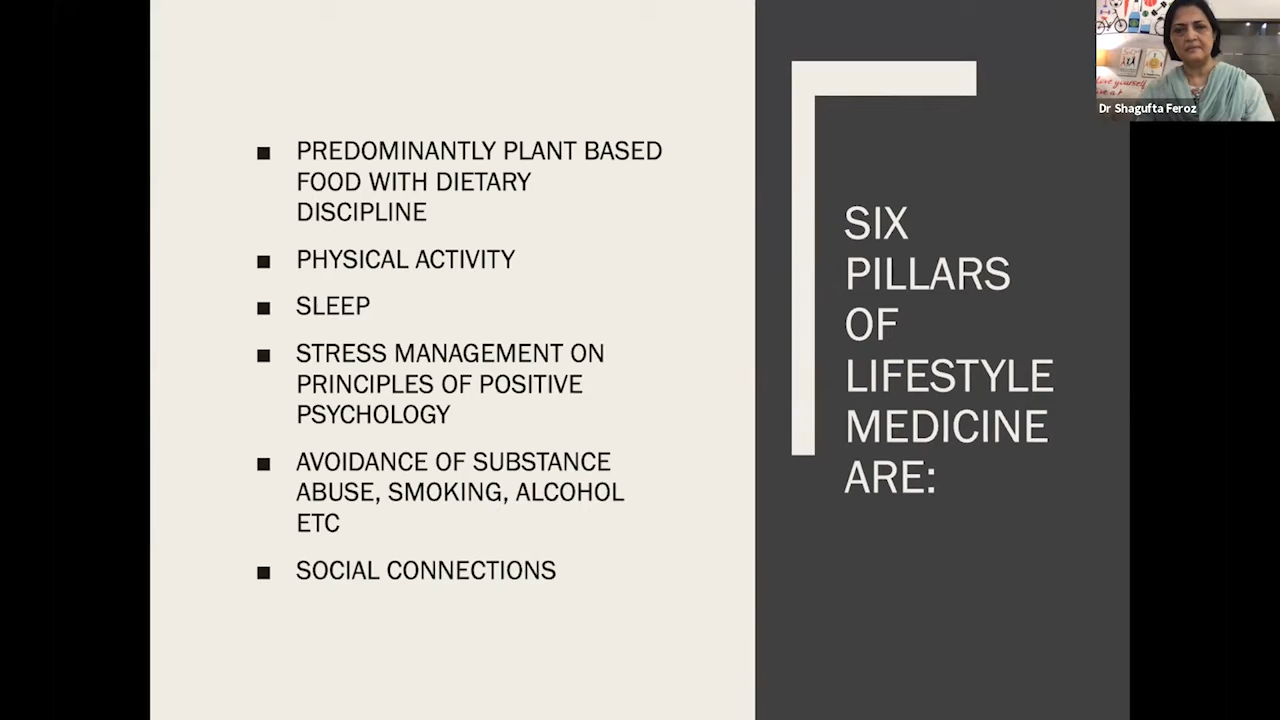 PREDOMINANTLY PLANT BASED
FOOD WITH DIETARY
DISCIPLINE
PHYSICAL ACTIVITY
SLEEP
STRESS MANAGEMENT ON
PRINCIPLES OF POSITIVE
PSYCHOLOGY
AVOIDANCE OF SUBSTANCE
ABUSE, SMOKING, ALCOHOL
ETC
SOCIAL CONNECTIONS
SIX
PILLARS
OF
LIFESTYLE
MEDICINE
ARE:
Dr Shagufta Feroz